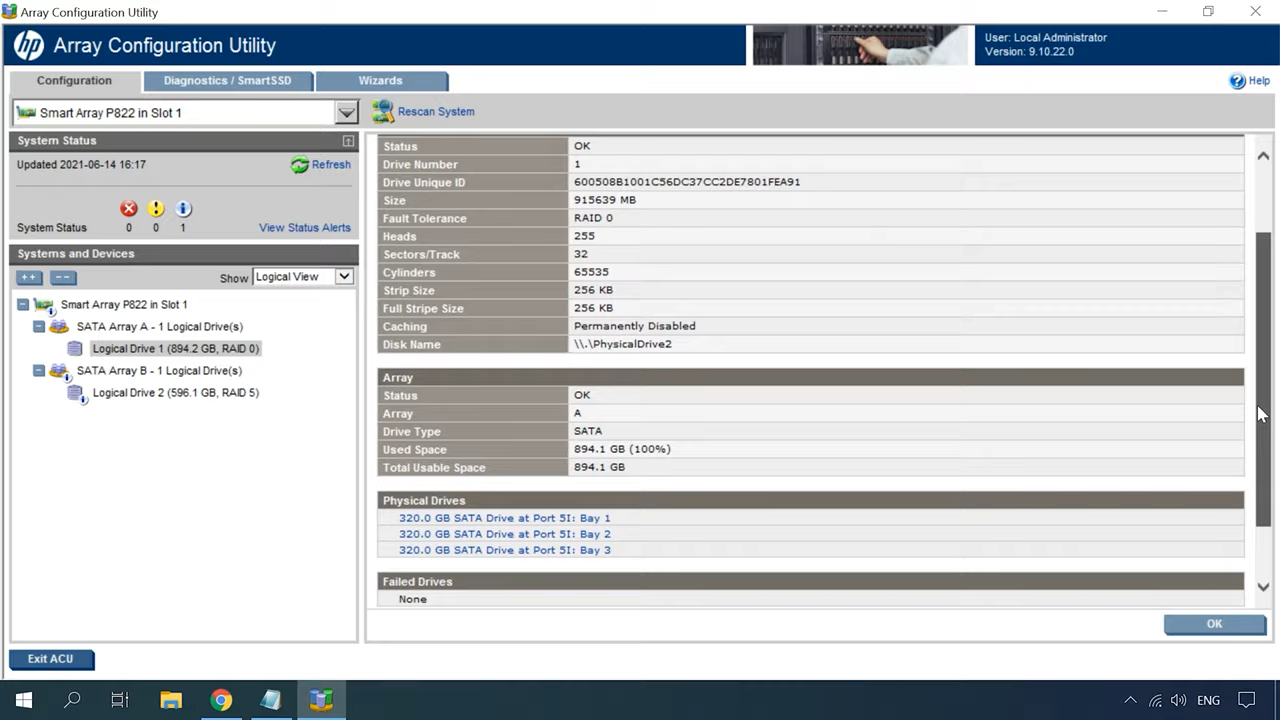 Array Configuration Utility
hp
Array Configuration Utility
User: Local Administrator
Version: 9.10.22.0
Configuration
Diagnostics / SmartSSD
Wizards
? Help
Smart Array P822 in Slot 1
Rescan System
System Status
Updated 2021-06-14 16:17
Refresh
System Status
0
0
1
View Status Alerts
Systems and Devices
++
--
Show
Logical View
Smart Array P822 in Slot 1
SATA Array A - 1 Logical Drive(s)
Logical Drive 1 (894.2 GB, RAID 0)
SATA Array B - 1 Logical Drive(s)
Logical Drive 2 (596.1 GB, RAID 5)
Status OK
Drive Number 1
Drive Unique ID 600508B1001C56DC37CC2DE7801FEA91
Size 915639 MB
Fault Tolerance RAID 0
Heads 255
Sectors/Track 32
Cylinders 65535
Strip Size 256 KB
Full Stripe Size 256 KB
Caching Permanently Disabled
Disk Name \\.\PhysicalDrive2
Array
Status OK
Array A
Drive Type SATA
Used Space 894.1 GB (100%)
Total Usable Space 894.1 GB
Physical Drives
320.0 GB SATA Drive at Port 5I: Bay 1
320.0 GB SATA Drive at Port 5I: Bay 2
320.0 GB SATA Drive at Port 5I: Bay 3
Failed Drives
None
OK
Exit ACU
ENG